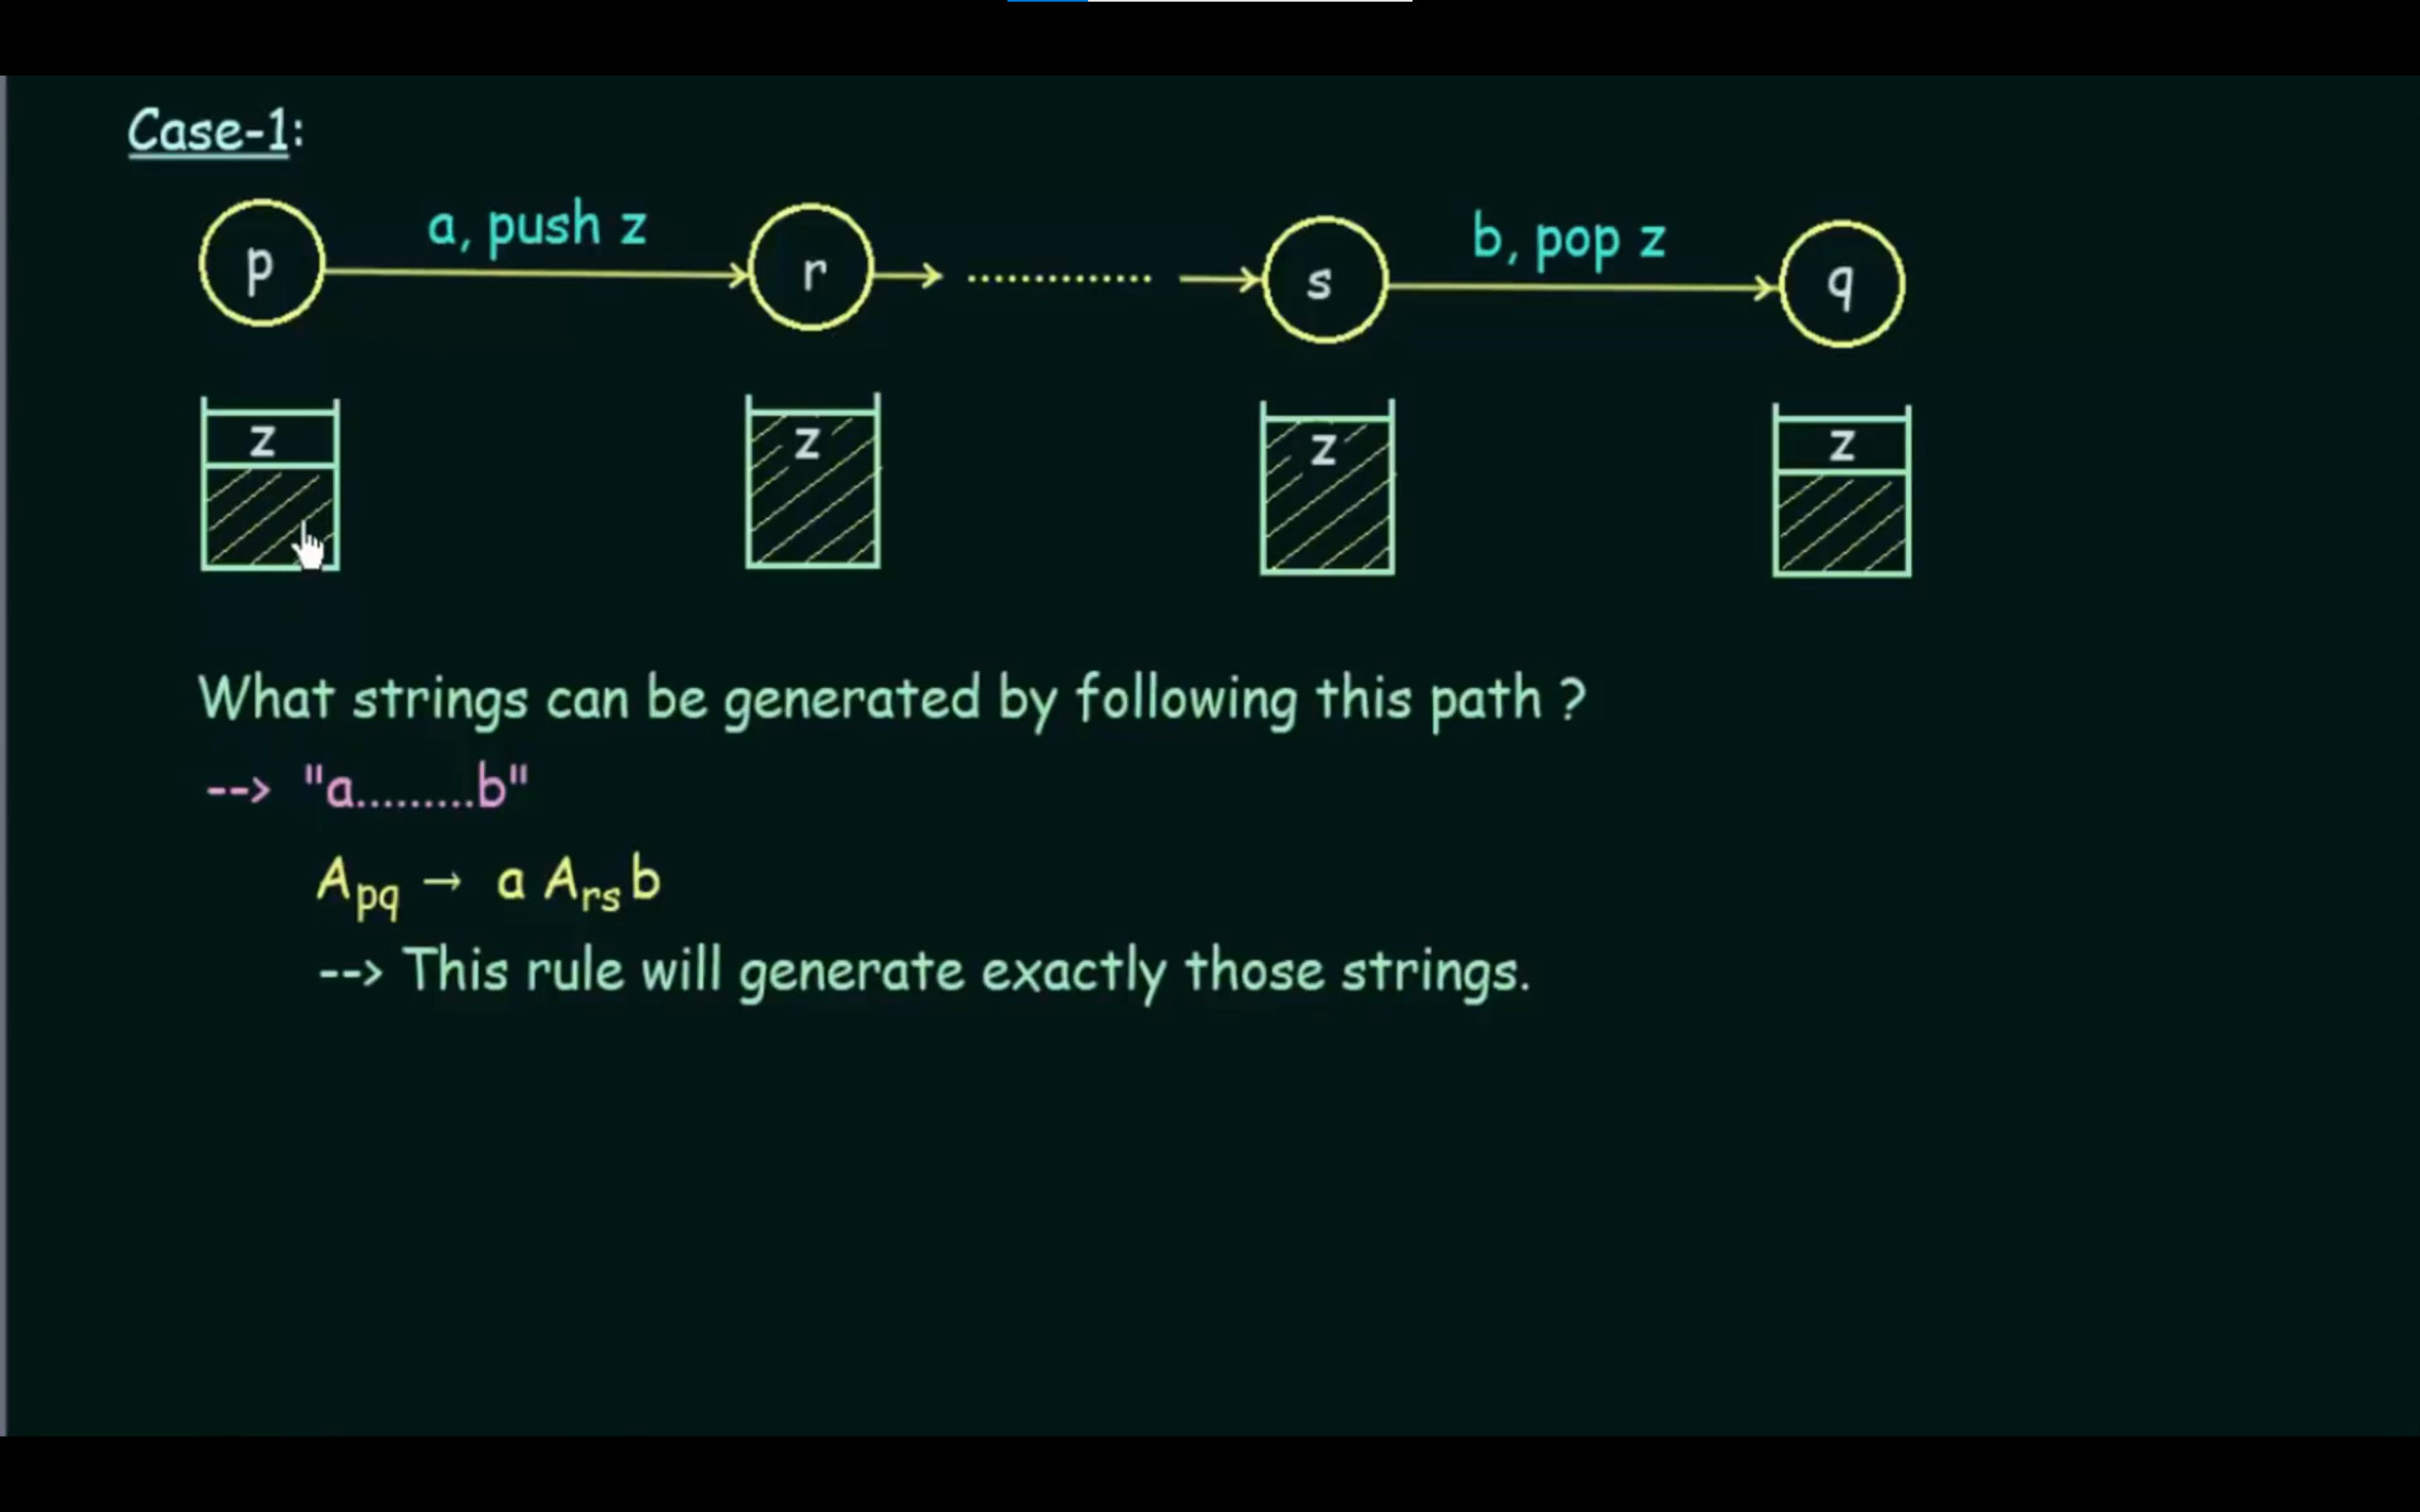 Case-1:
p a, push z r ............. s b, pop z q
z z z z
What strings can be generated by following this path ?
--> "a.........b"
Apq → a Ars b
--> This rule will generate exactly those strings.